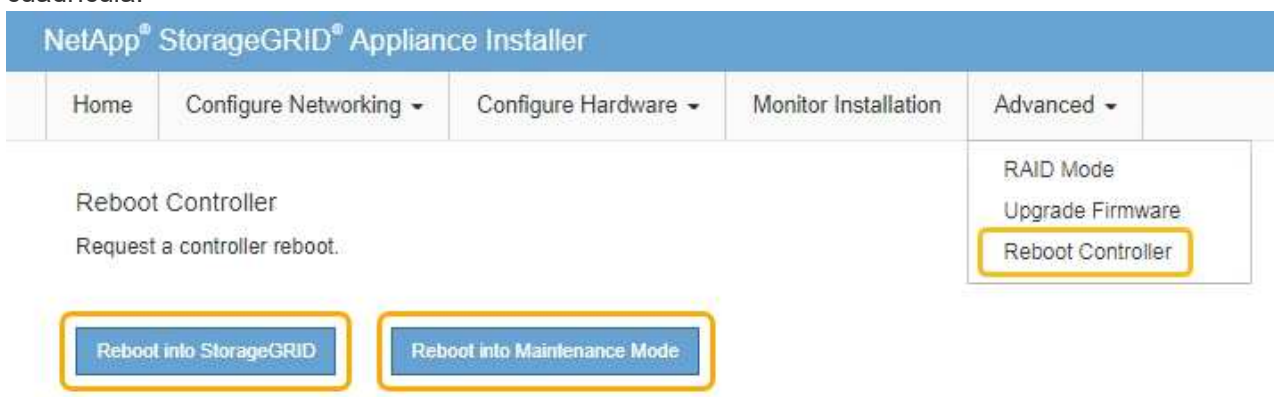 cuadrícula.
NetApp® StorageGRID® Appliance Installer
Home Configure Networking Configure Hardware Monitor Installation Advanced
RAID Mode
Upgrade Firmware
Reboot Controller
Reboot Controller
Request a controller reboot.
Reboot into StorageGRID Reboot into Maintenance Mode